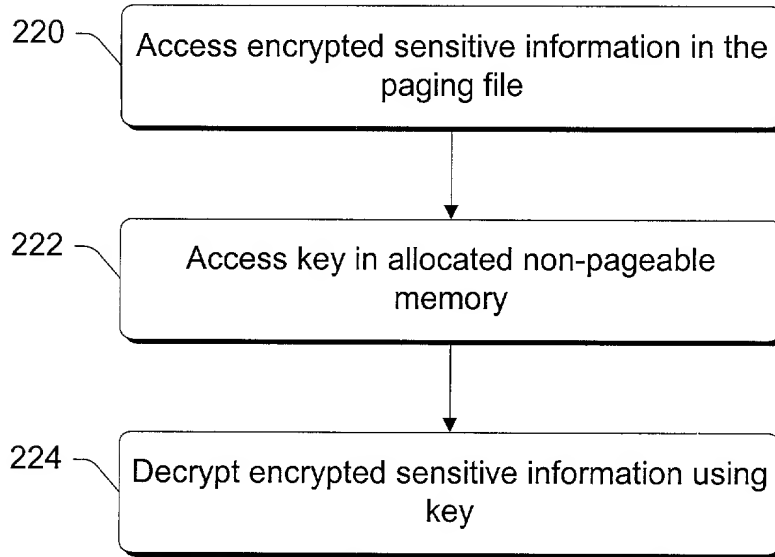 220
Access encrypted sensitive information in the
paging file
222
Access key in allocated non-pageable
memory
224
Decrypt encrypted sensitive information using
key